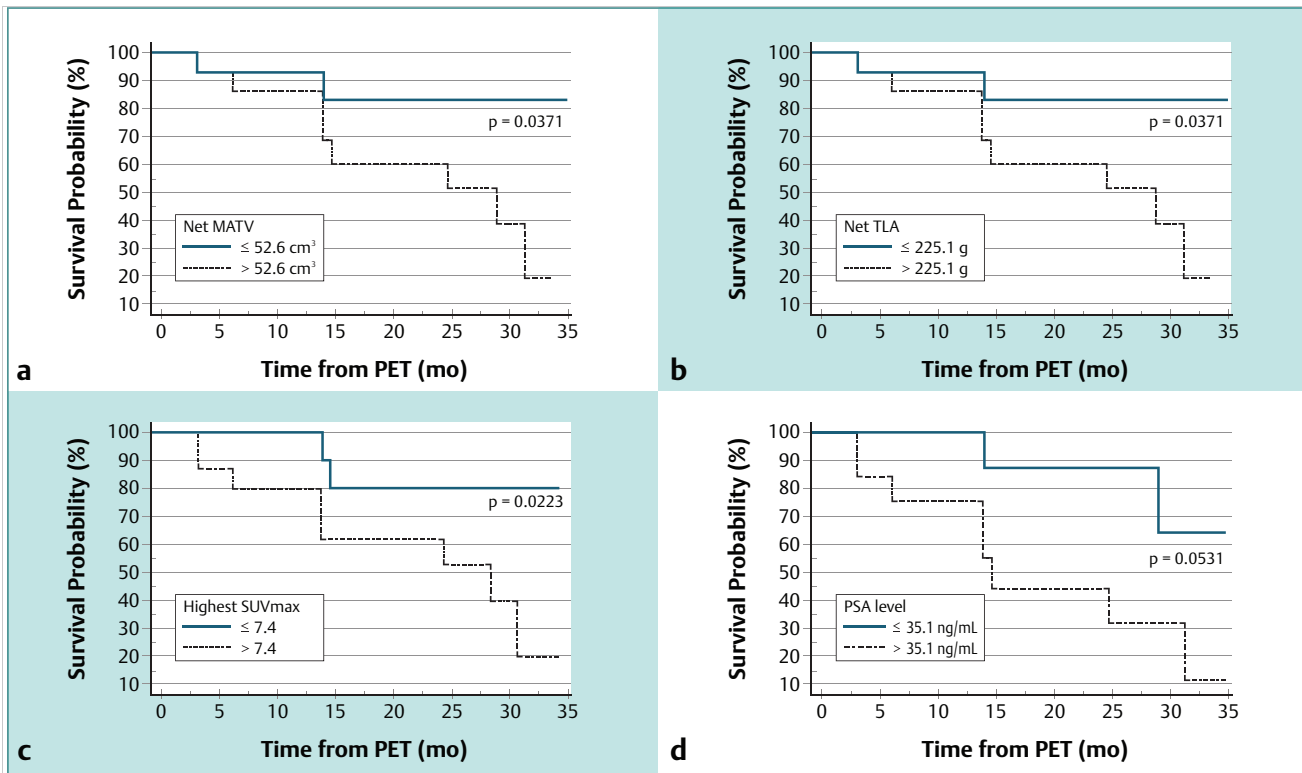 Survival Probability (%)
100
90
80
70
60
50
40
30
20
10
p = 0.0371
Net MATV
≤ 52.6 cm³
> 52.6 cm³
0 5 10 15 20 25 30 35
Time from PET (mo)
a
Survival Probability (%)
100
90
80
70
60
50
40
30
20
10
p = 0.0371
Net TLA
≤ 225.1 g
> 225.1 g
0 5 10 15 20 25 30 35
Time from PET (mo)
b
Survival Probability (%)
100
90
80
70
60
50
40
30
20
10
p = 0.0223
Highest SUVmax
≤ 7.4
> 7.4
0 5 10 15 20 25 30 35
Time from PET (mo)
c
Survival Probability (%)
100
90
80
70
60
50
40
30
20
10
p = 0.0531
PSA level
≤ 35.1 ng/mL
> 35.1 ng/mL
0 5 10 15 20 25 30 35
Time from PET (mo)
d